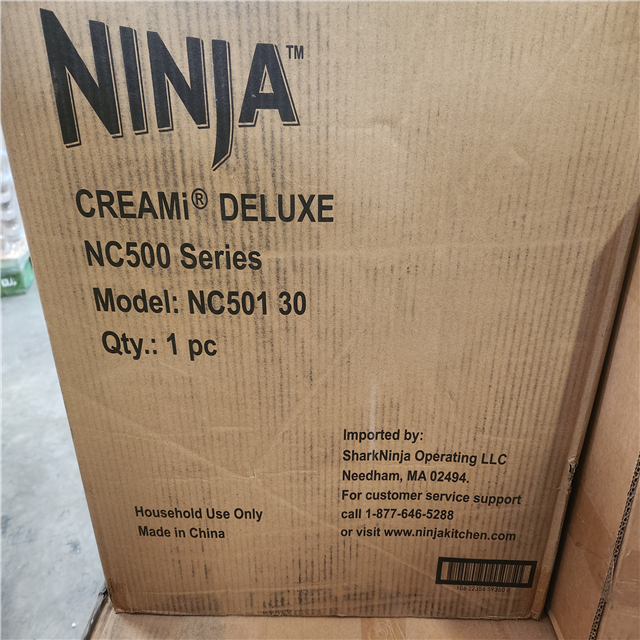 NINJA™
CREAMi® DELUXE
NC500 Series
Model: NC501 30
Qty.: 1 pc
Imported by:
SharkNinja Operating LLC
Needham, MA 02494.
For customer service support
call 1-877-646-5288
or visit www.ninjakitchen.com
Household Use Only
Made in China